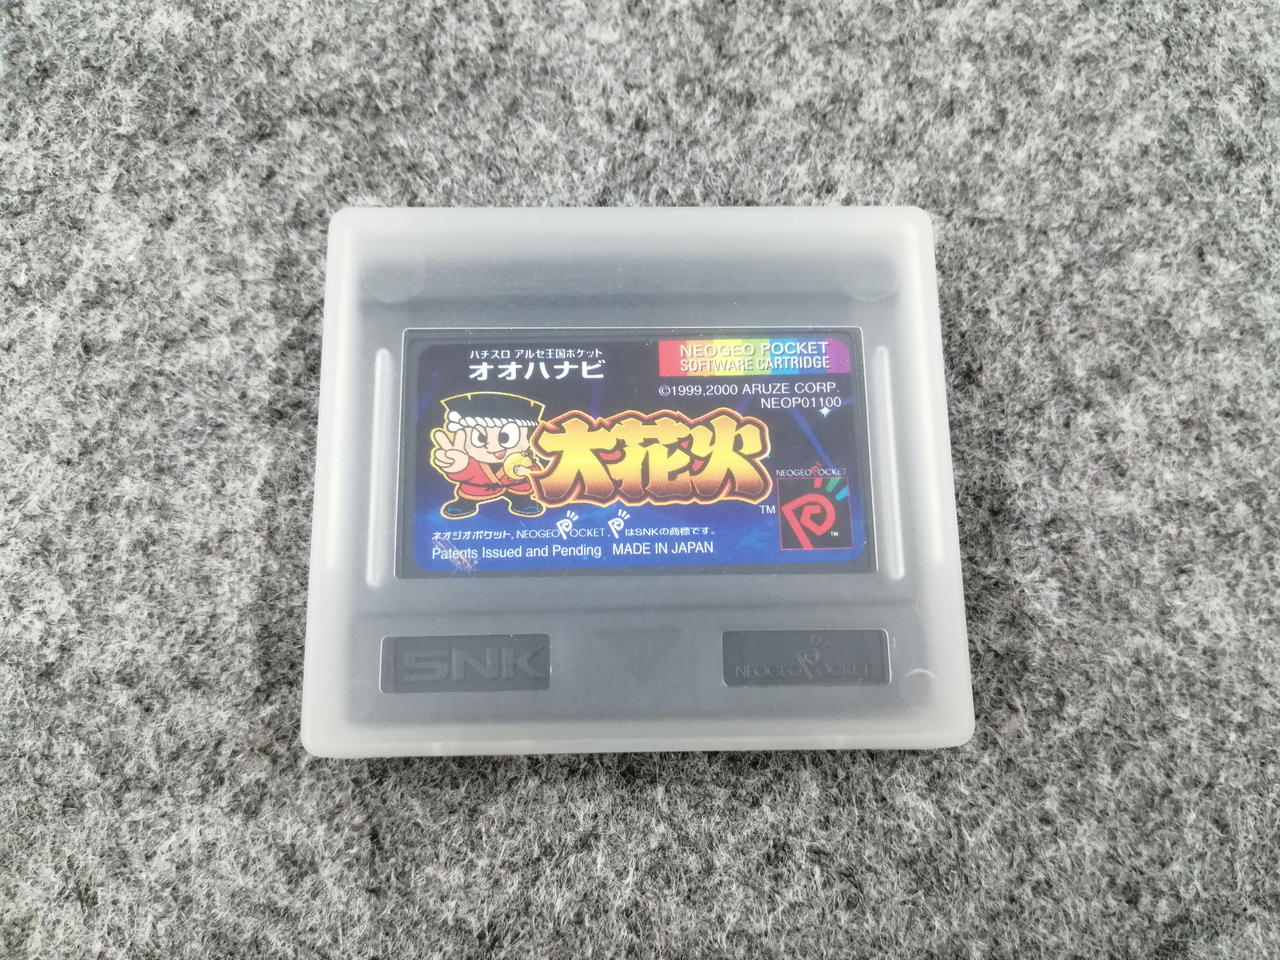 パチスロ アルゼ王国ポケット
オオハナビ
NEOGEO POCKET
SOFTWARE CARTRIDGE
©1999,2000 ARUZE CORP.
NEOP01100
大花火
TM
NEOGEO POCKET
TM
ネオジオポケット, NEOGEO POCKET, P はSNKの商標です。
Patents Issued and Pending MADE IN JAPAN
SNK
NEOGEO POCKET